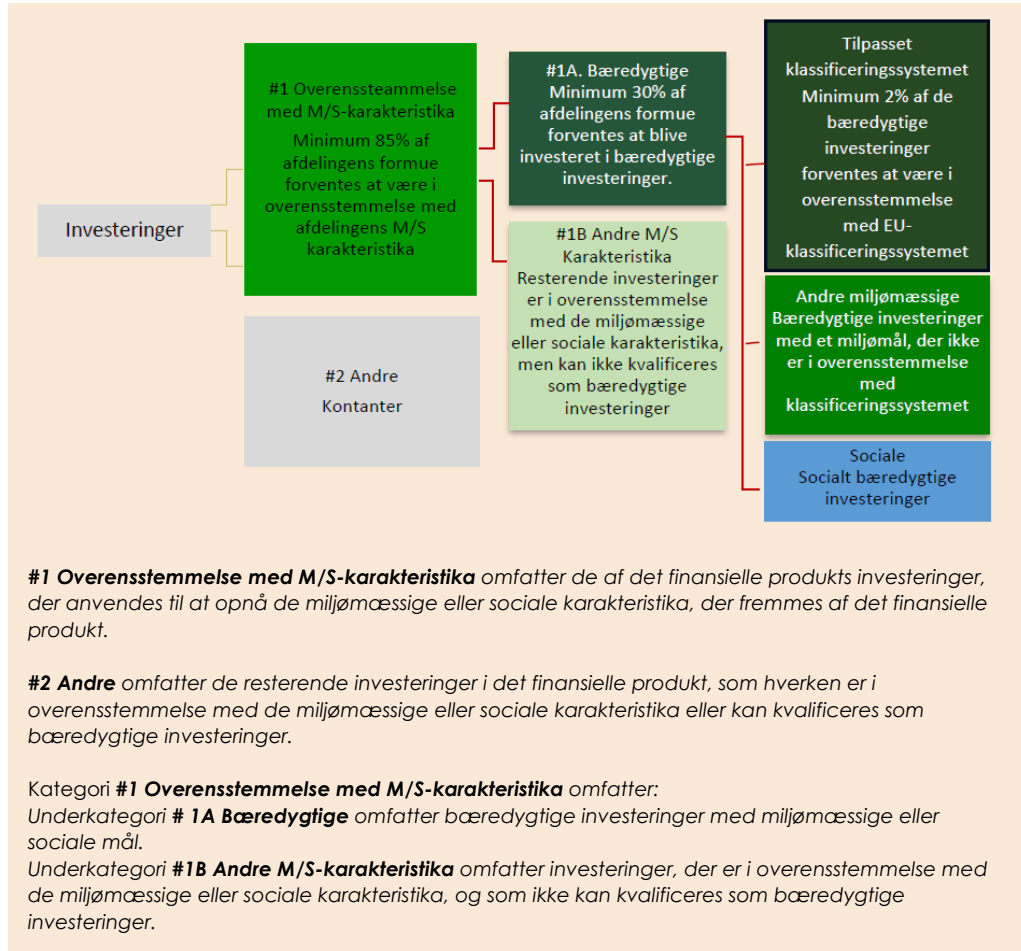 Investeringer
#1 Overenssteammelse
med M/S-karakteristika
Minimum 85% af
afdelingens formue
forventes at være i
overensstemmelse med
afdelingens M/S
karakteristika
#2 Andre
Kontanter
#1A. Bæredygtige
Minimum 30% af
afdelingens formue
forventes at blive
investeret i bæredygtige
investeringer.
#1B Andre M/S
Karakteristika
Resterende investeringer
er i overensstemmelse
med de miljømæssige
eller sociale karakteristika,
men kan ikke kvalificeres
som bæredygtige
investeringer
Tilpasset
klassificeringssystemet
Minimum 2% af de
bæredygtige
investeringer
forventes at være i
overensstemmelse
med EU-
klassificeringssystemet
Andre miljømæssige
Bæredygtige investeringer
med et miljømål, der ikke
er i overensstemmelse
med
klassificeringssystemet
Sociale
Socialt bæredygtige
investeringer
#1 Overensstemmelse med M/S-karakteristika omfatter de af det finansielle produkts investeringer,
der anvendes til at opnå de miljømæssige eller sociale karakteristika, der fremmes af det finansielle
produkt.
#2 Andre omfatter de resterende investeringer i det finansielle produkt, som hverken er i
overensstemmelse med de miljømæssige eller sociale karakteristika eller kan kvalificeres som
bæredygtige investeringer.
Kategori #1 Overensstemmelse med M/S-karakteristika omfatter:
Underkategori # 1A Bæredygtige omfatter bæredygtige investeringer med miljømæssige eller
sociale mål.
Underkategori #1B Andre M/S-karakteristika omfatter investeringer, der er i overensstemmelse med
de miljømæssige eller sociale karakteristika, og som ikke kan kvalificeres som bæredygtige
investeringer.